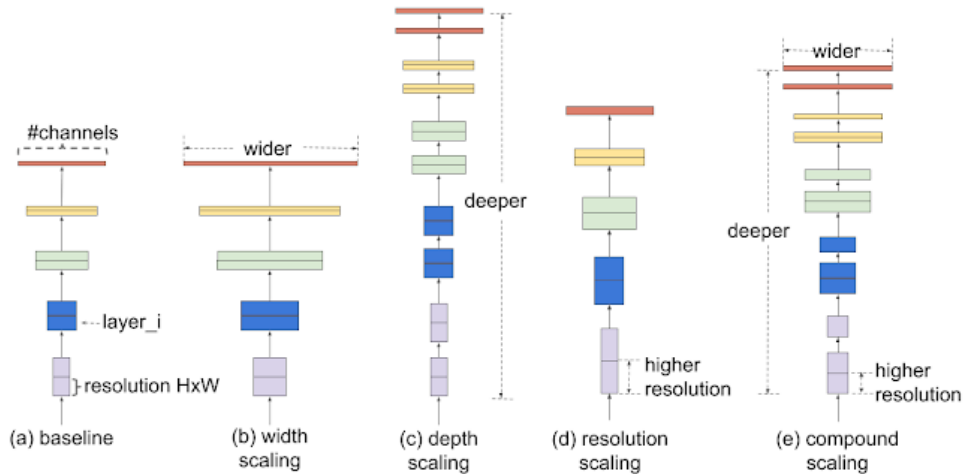 #channels
layer_i
resolution HxW
(a) baseline
wider
(b) width
scaling
deeper
(c) depth
scaling
higher
resolution
(d) resolution
scaling
wider
deeper
higher
resolution
(e) compound
scaling